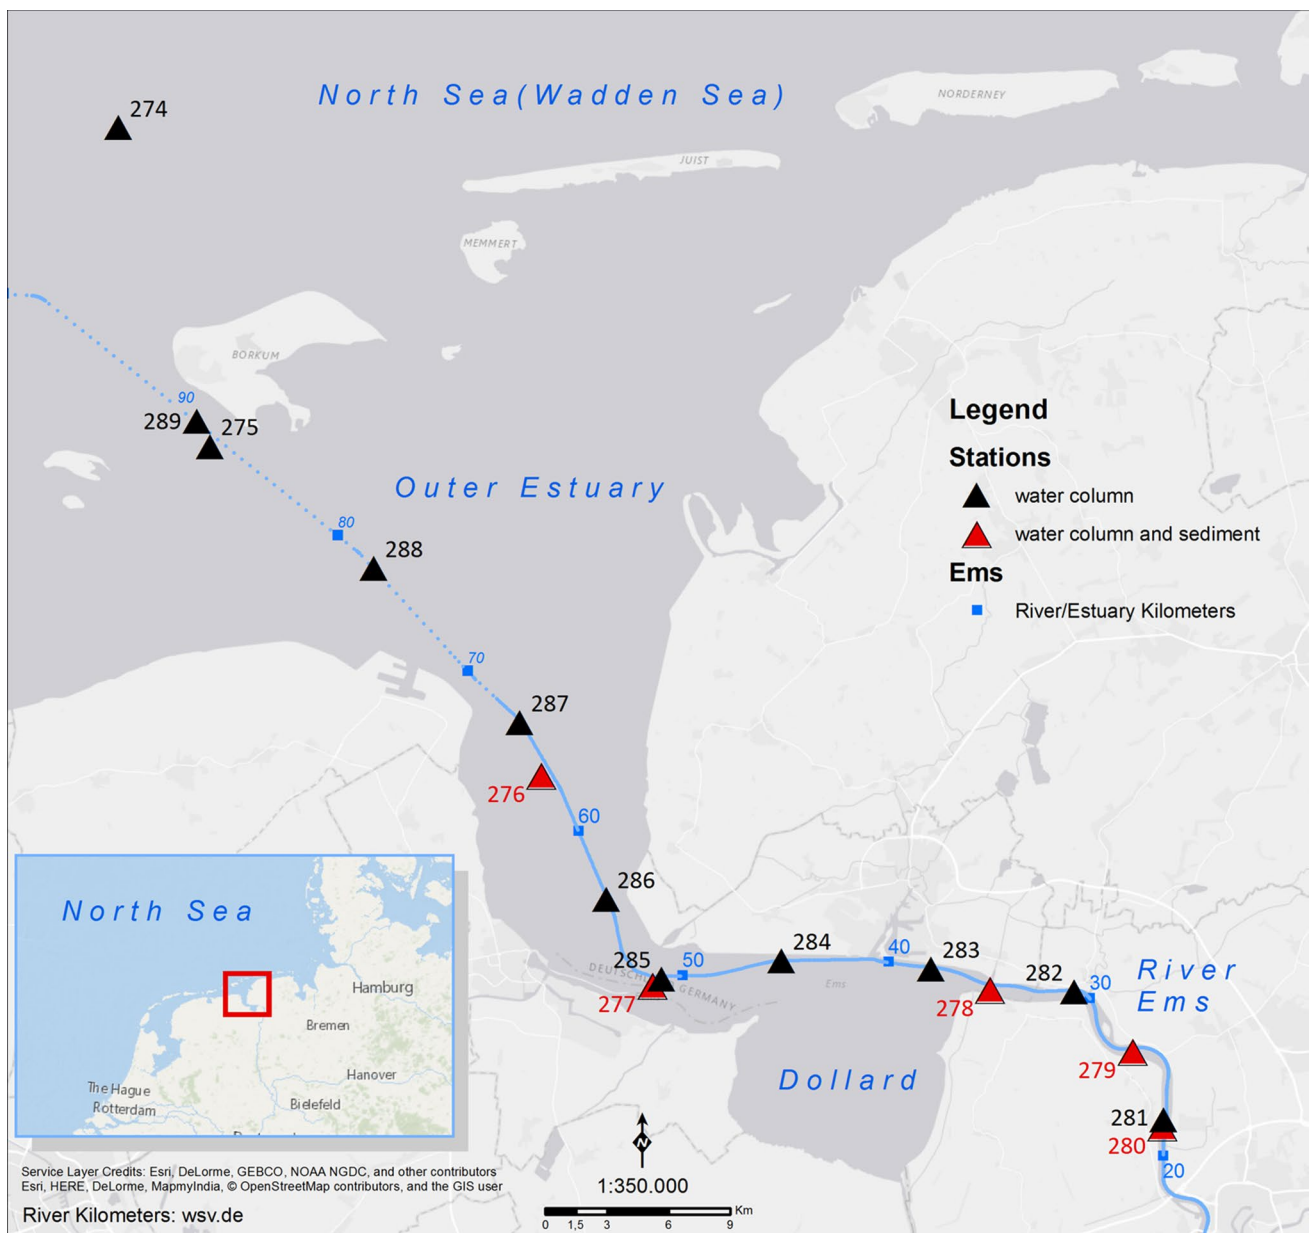 North Sea(Wadden Sea)
274
NORDERNEY
JUIST
MEMMERT
BORKUM
90
289
275
Outer Estuary
80
288
70
287
276
60
286
285
50
284
40
283
282
30
277
278
DEUTSCH
GERMANY
Ems
River
Ems
279
Dollard
281
280
20
Legend
Stations
water column
water column and sediment
Ems
River/Estuary Kilometers
North Sea
Hamburg
Bremen
Hanover
The Hague
Rotterdam
Bielefeld
N
1:350.000
Km
0 1,5 3 6 9
Service Layer Credits: Esri, DeLorme, GEBCO, NOAA NGDC, and other contributors
Esri, HERE, DeLorme, MapmyIndia, © OpenStreetMap contributors, and the GIS user
River Kilometers: wsv.de